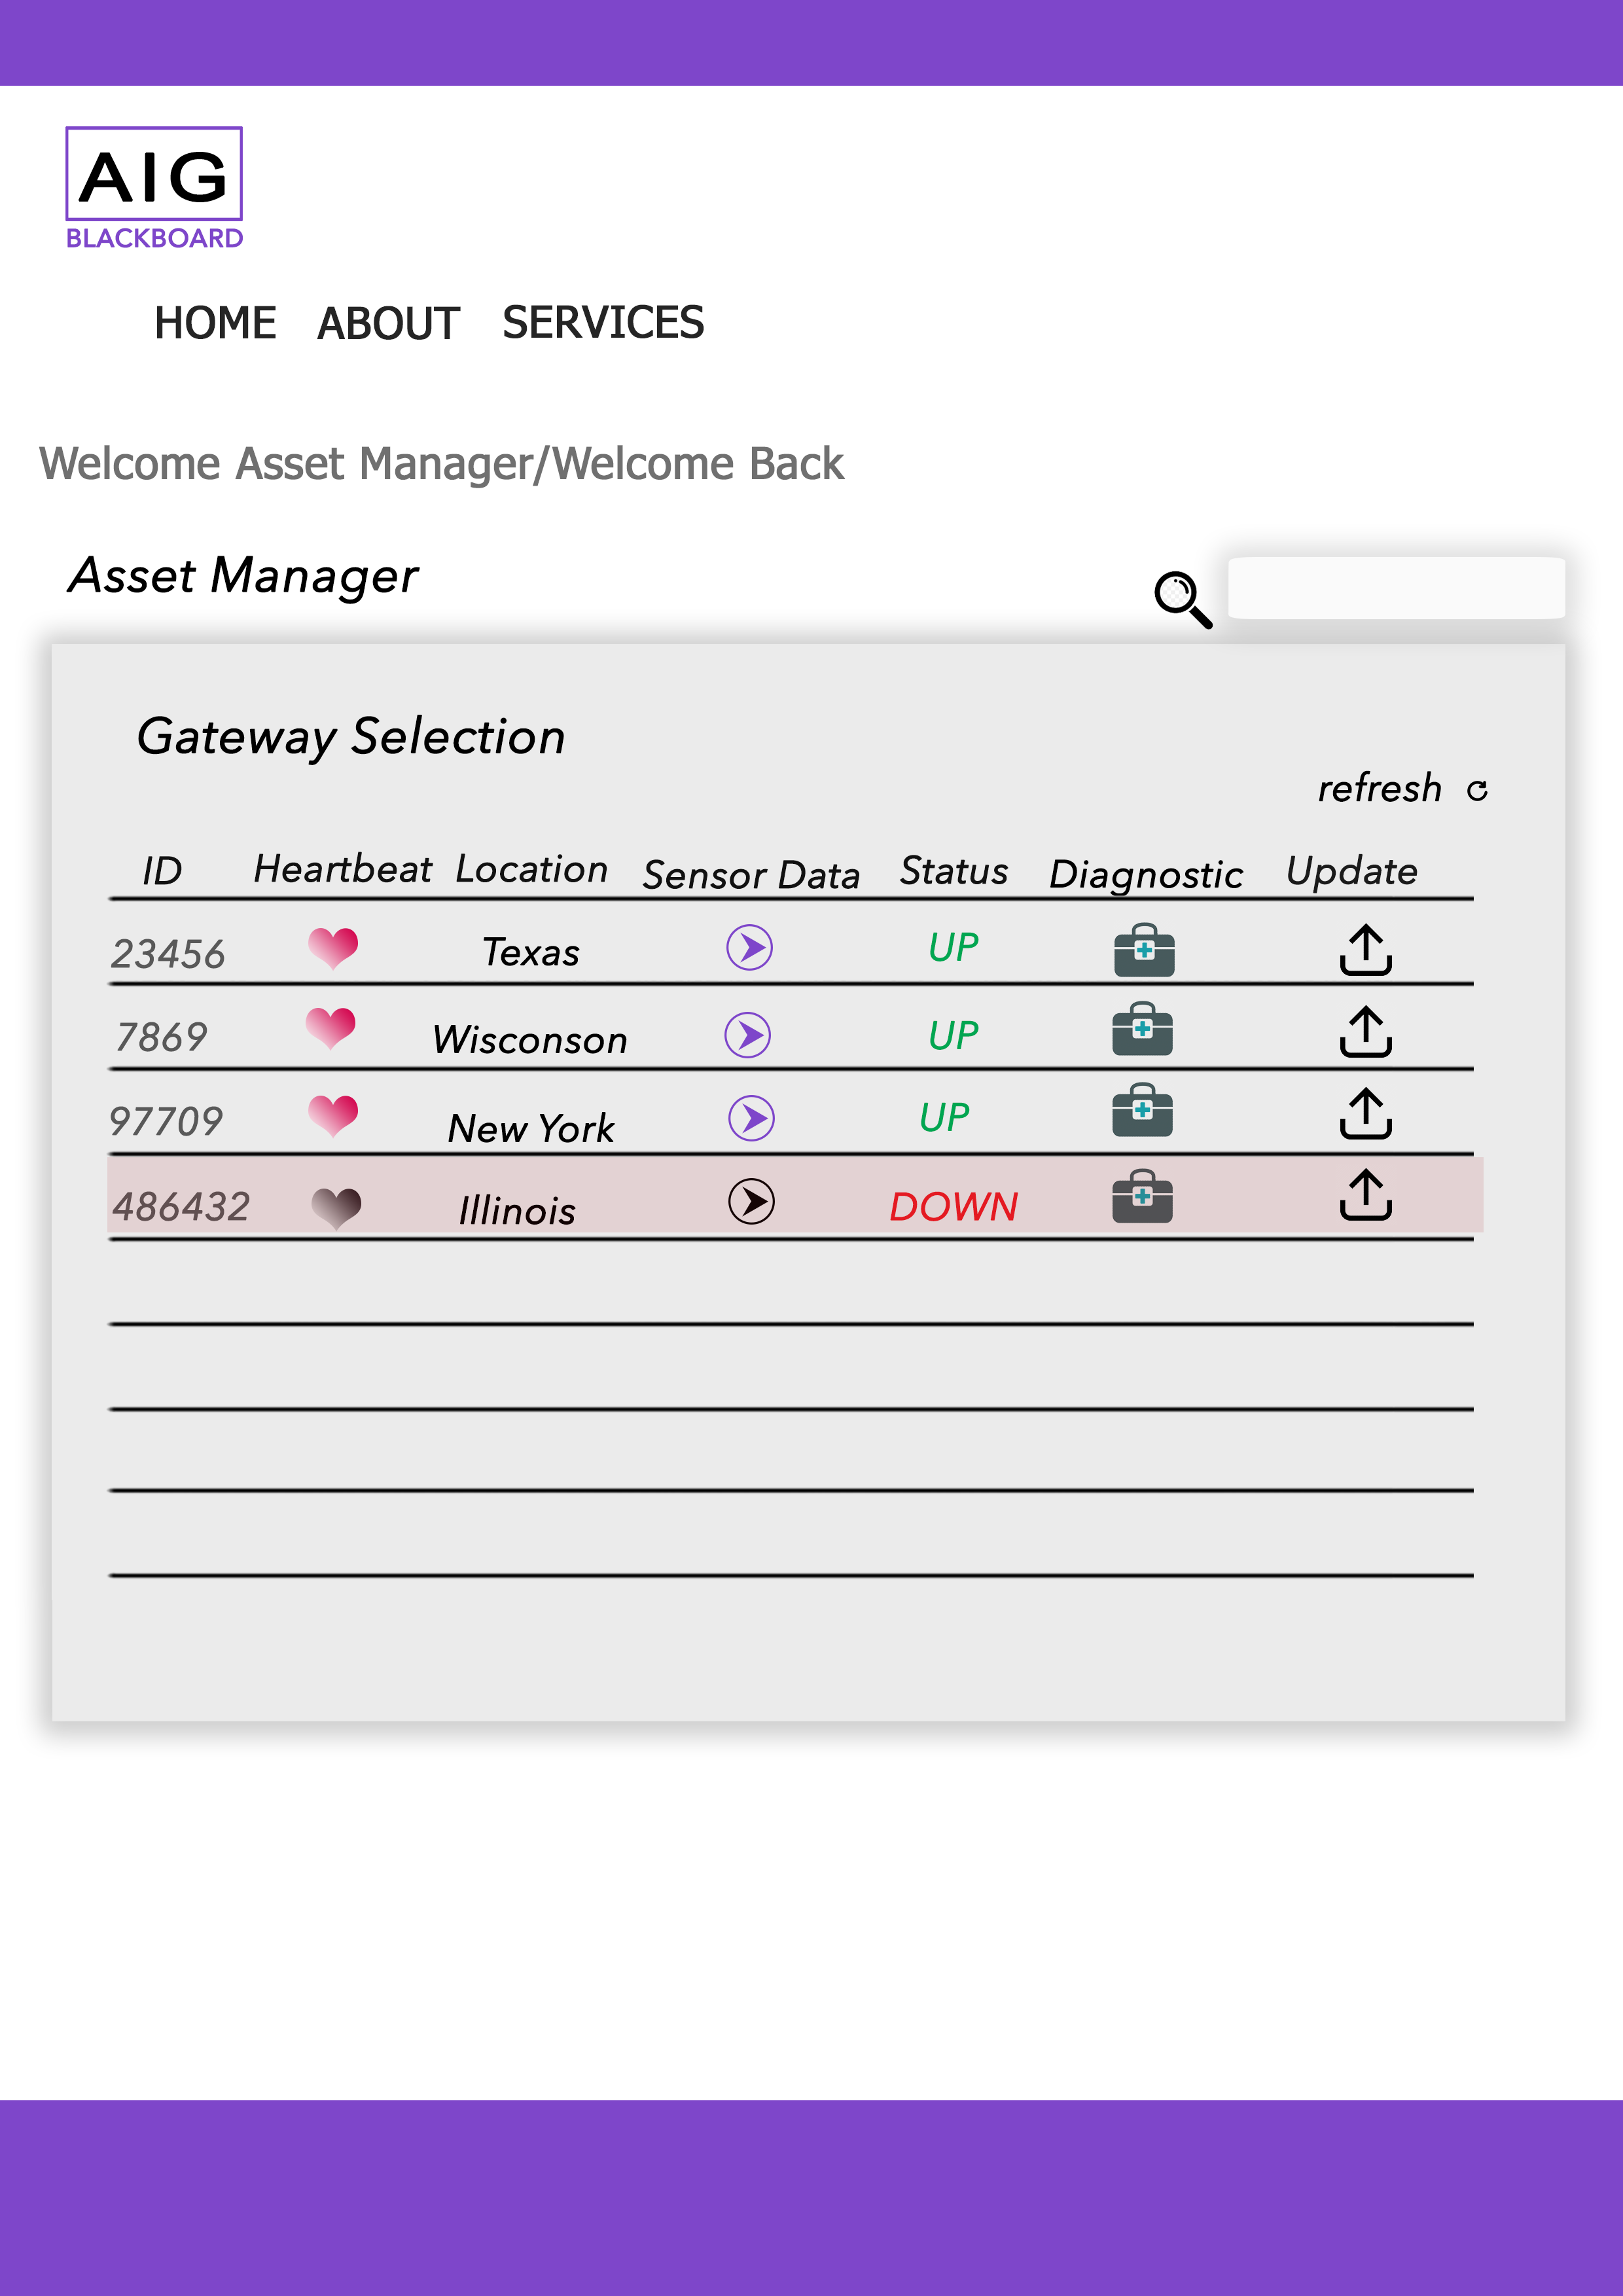 AIG
BLACKBOARD
HOME ABOUT SERVICES
Welcome Asset Manager/Welcome Back
Asset Manager
Gateway Selection
refresh
ID Heartbeat Location Sensor Data Status Diagnostic Update
23456 Texas UP
7869 Wisconson UP
97709 New York UP
486432 Illinois DOWN